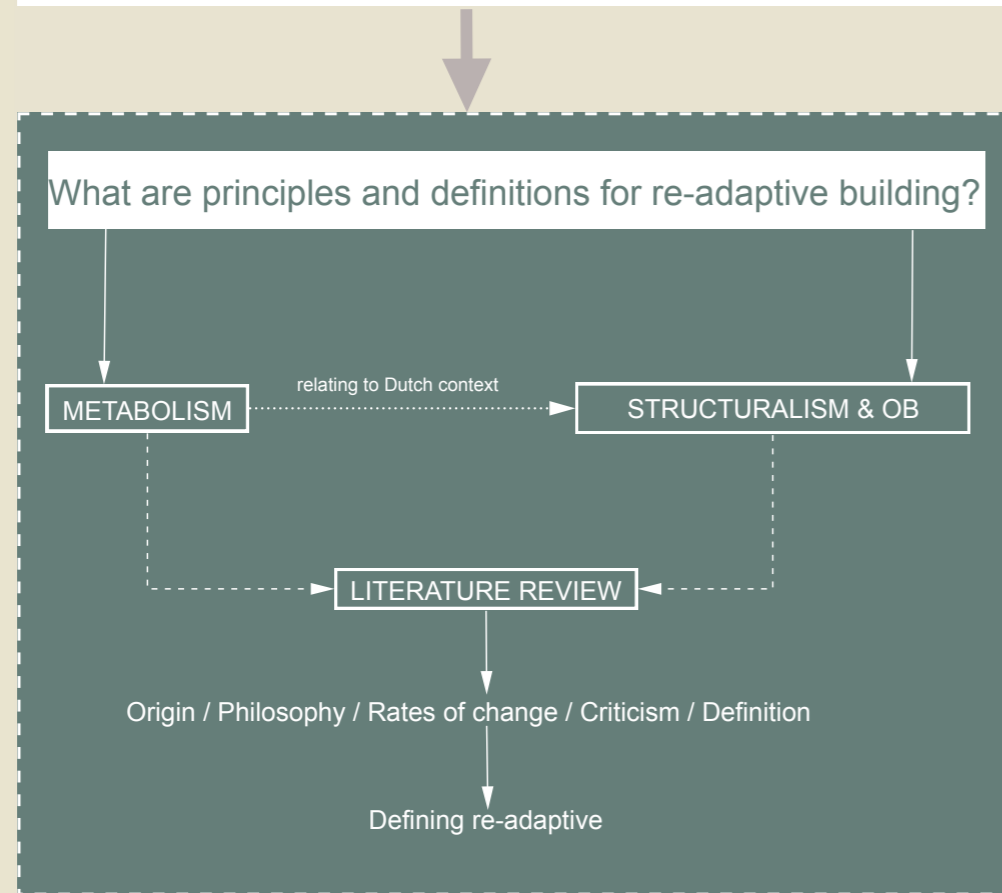 What are principles and definitions for re-adaptive building?
relating to Dutch context
METABOLISM
STRUCTURALISM & OB
LITERATURE REVIEW
Origin / Philosophy / Rates of change / Criticism / Definition
Defining re-adaptive